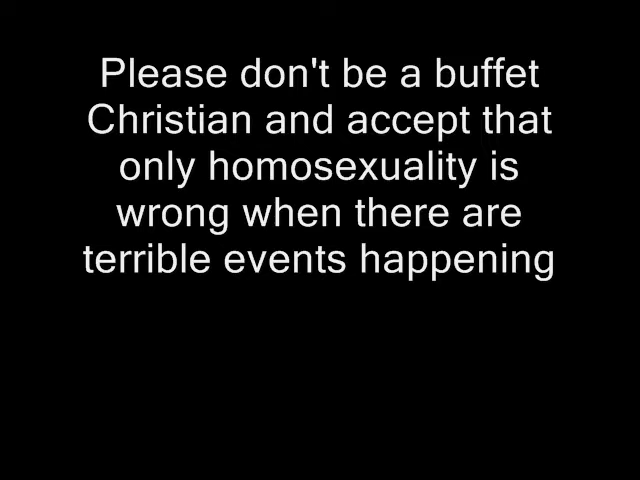 Please don't be a buffet
Christian and accept that
only homosexuality is
wrong when there are
terrible events happening